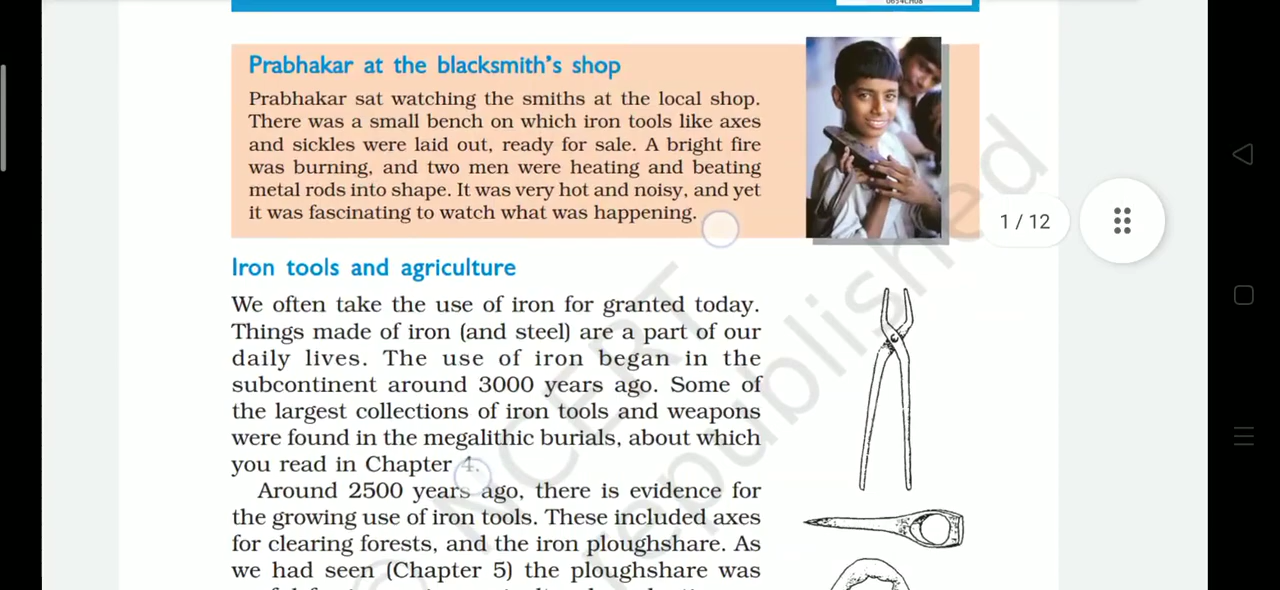 0654CH08
Prabhakar at the blacksmith's shop
Prabhakar sat watching the smiths at the local shop.
There was a small bench on which iron tools like axes
and sickles were laid out, ready for sale. A bright fire
was burning, and two men were heating and beating
metal rods into shape. It was very hot and noisy, and yet
it was fascinating to watch what was happening.
1 / 12
Iron tools and agriculture
We often take the use of iron for granted today.
Things made of iron (and steel) are a part of our
daily lives. The use of iron began in the
subcontinent around 3000 years ago. Some of
the largest collections of iron tools and weapons
were found in the megalithic burials, about which
you read in Chapter 4.
Around 2500 years ago, there is evidence for
the growing use of iron tools. These included axes
for clearing forests, and the iron ploughshare. As
we had seen (Chapter 5) the ploughshare was
© NCERT
republished